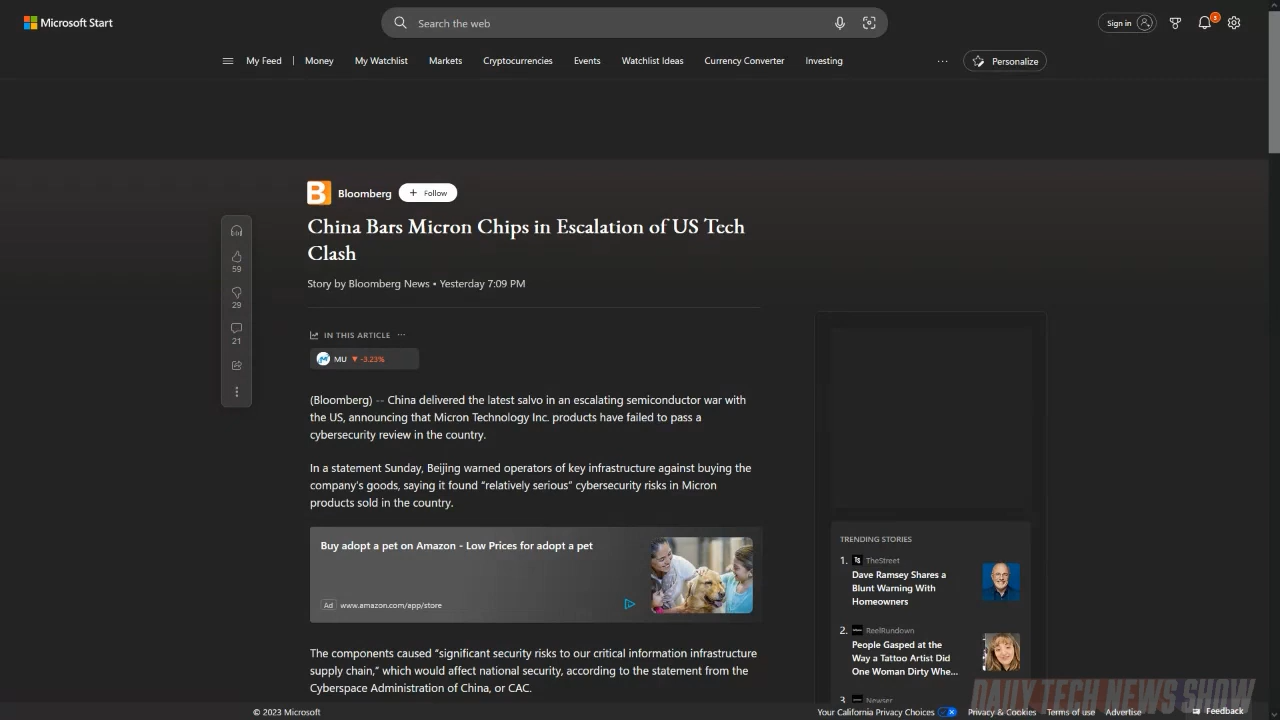 Microsoft Start
Search the web
Sign in
3
My Feed
Money
My Watchlist
Markets
Cryptocurrencies
Events
Watchlist Ideas
Currency Converter
Investing
...
Personalize
B
Bloomberg
+ Follow
China Bars Micron Chips in Escalation of US Tech
Clash
Story by Bloomberg News • Yesterday 7:09 PM
59
29
21
IN THIS ARTICLE ...
MU ▼ -3.23%
(Bloomberg) -- China delivered the latest salvo in an escalating semiconductor war with
the US, announcing that Micron Technology Inc. products have failed to pass a
cybersecurity review in the country.
In a statement Sunday, Beijing warned operators of key infrastructure against buying the
company's goods, saying it found “relatively serious” cybersecurity risks in Micron
products sold in the country.
Buy adopt a pet on Amazon - Low Prices for adopt a pet
Ad www.amazon.com/app/store
The components caused “significant security risks to our critical information infrastructure
supply chain,” which would affect national security, according to the statement from the
Cyberspace Administration of China, or CAC.
TRENDING STORIES
1. TheStreet
Dave Ramsey Shares a
Blunt Warning With
Homeowners
2. ReelRundown
People Gasped at the
Way a Tattoo Artist Did
One Woman Dirty Whe...
3 Newser
DAILY TECH NEWS SHOW
© 2023 Microsoft
Your California Privacy Choices
Privacy & Cookies
Terms of use
Advertise
Feedback